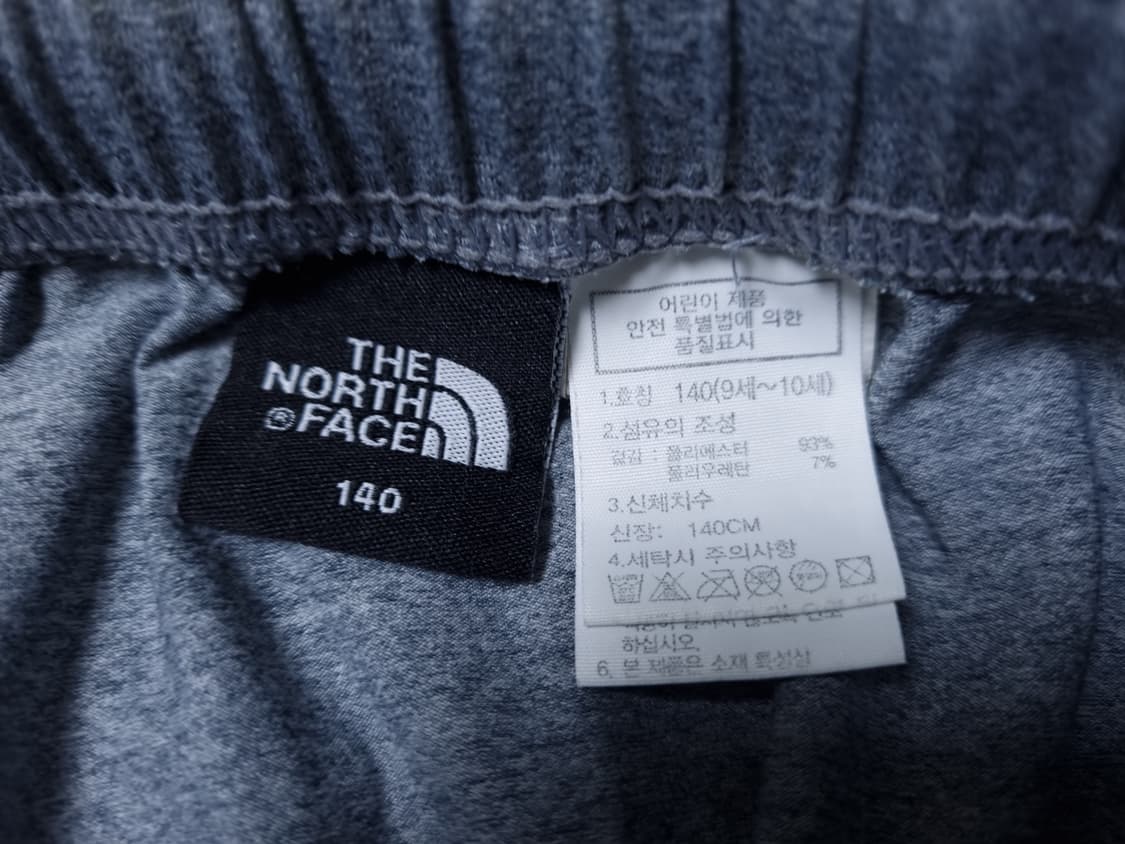 THE
NORTH
®FACE
140
어린이 제품
안전 특별법에 의한
품질표시
1.호칭 140(9세~10세)
2.섬유의 조성
겉감 : 폴리에스터 93%
폴리우레탄 7%
3.신체치수
신장: 140CM
4.세탁시 주의사항
하십시오.
6. 본 제품은 소재 특성상